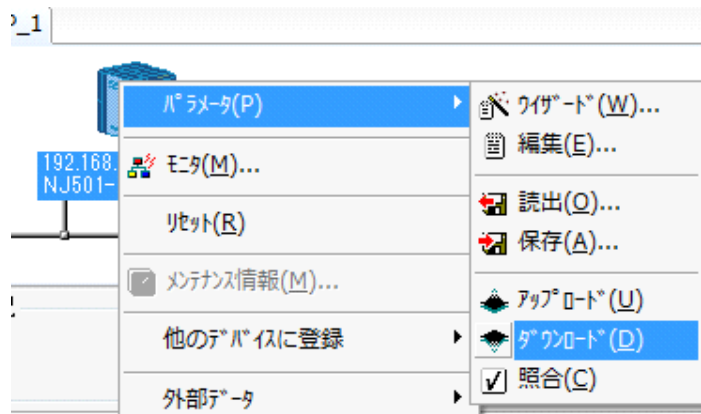 P_1
192.168.
NJ501-
ﾊﾟﾗﾒｰﾀ(P)
ﾓﾆﾀ(M)...
ﾘｾｯﾄ(R)
ﾒﾝﾃﾅﾝｽ情報(M)...
他のﾃﾞﾊﾞｲｽに登録
外部ﾃﾞｰﾀ
ｳｨｻﾞｰﾄﾞ(W)...
編集(E)...
読出(O)...
保存(A)...
ｱｯﾌﾟﾛｰﾄﾞ(U)
ﾀﾞｳﾝﾛｰﾄﾞ(D)
照合(C)